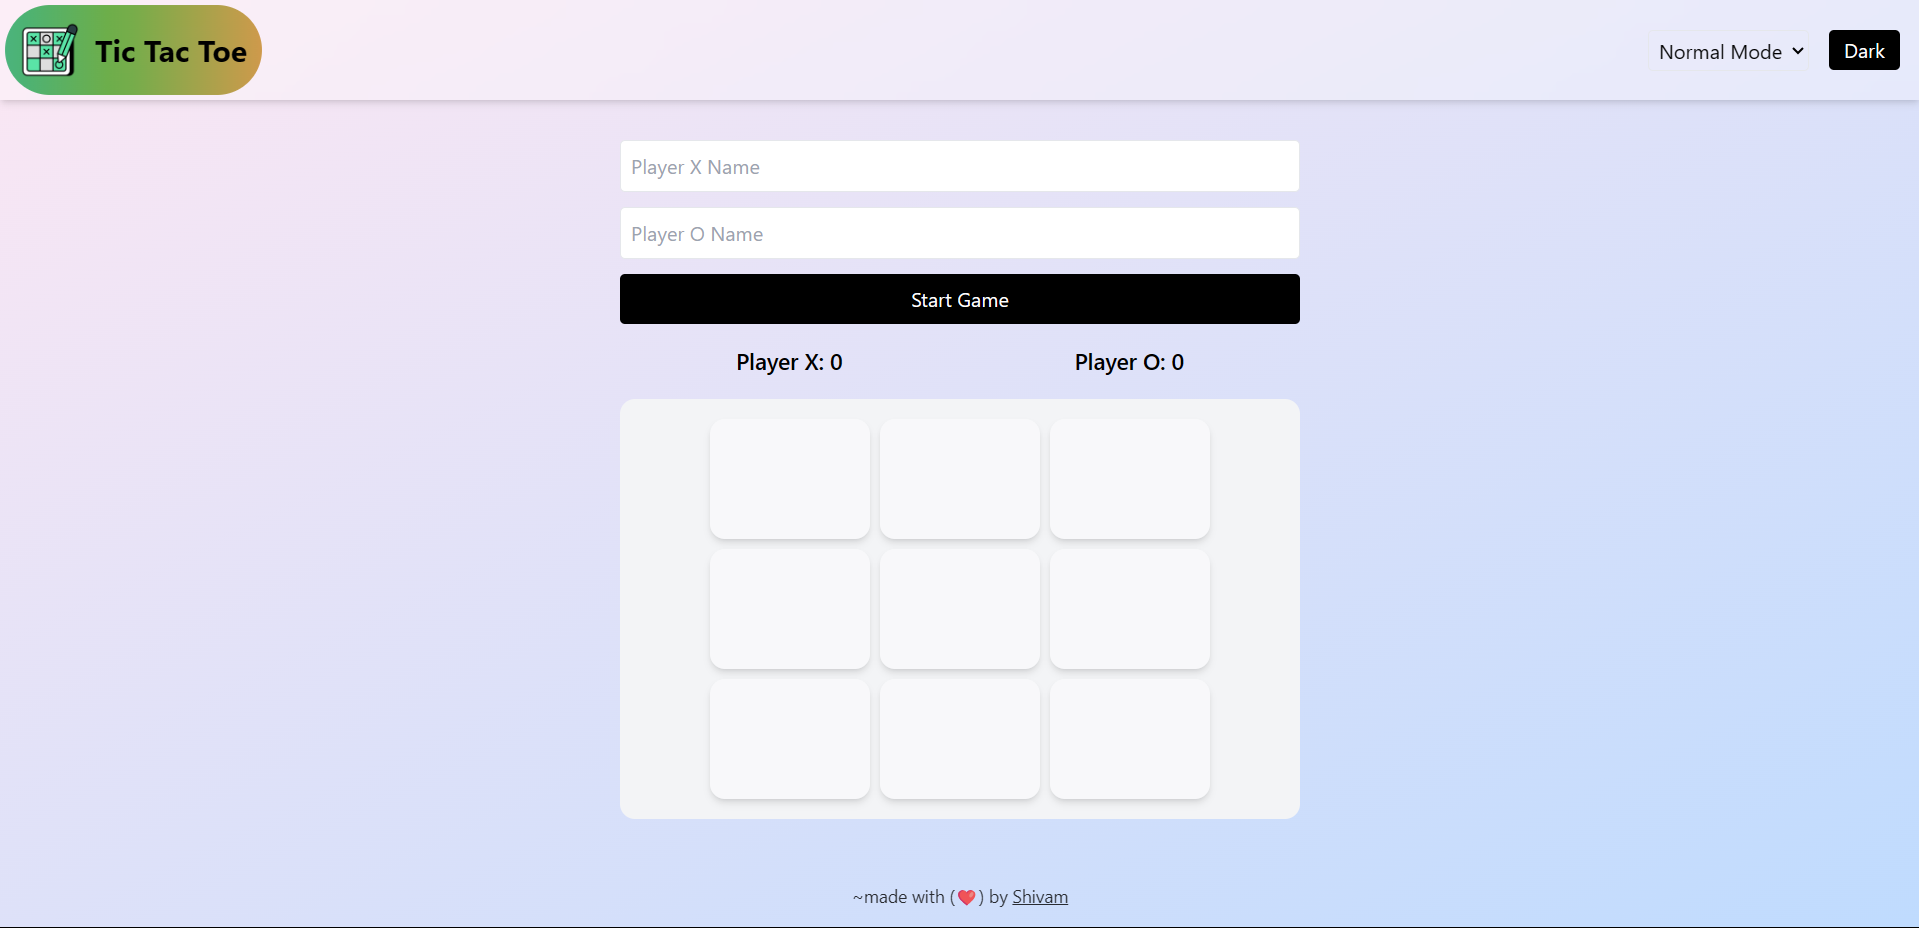 Tic Tac Toe
Normal Mode
Dark
Player X Name
Player O Name
Start Game
Player X: 0
Player O: 0
~made with (❤️) by Shivam